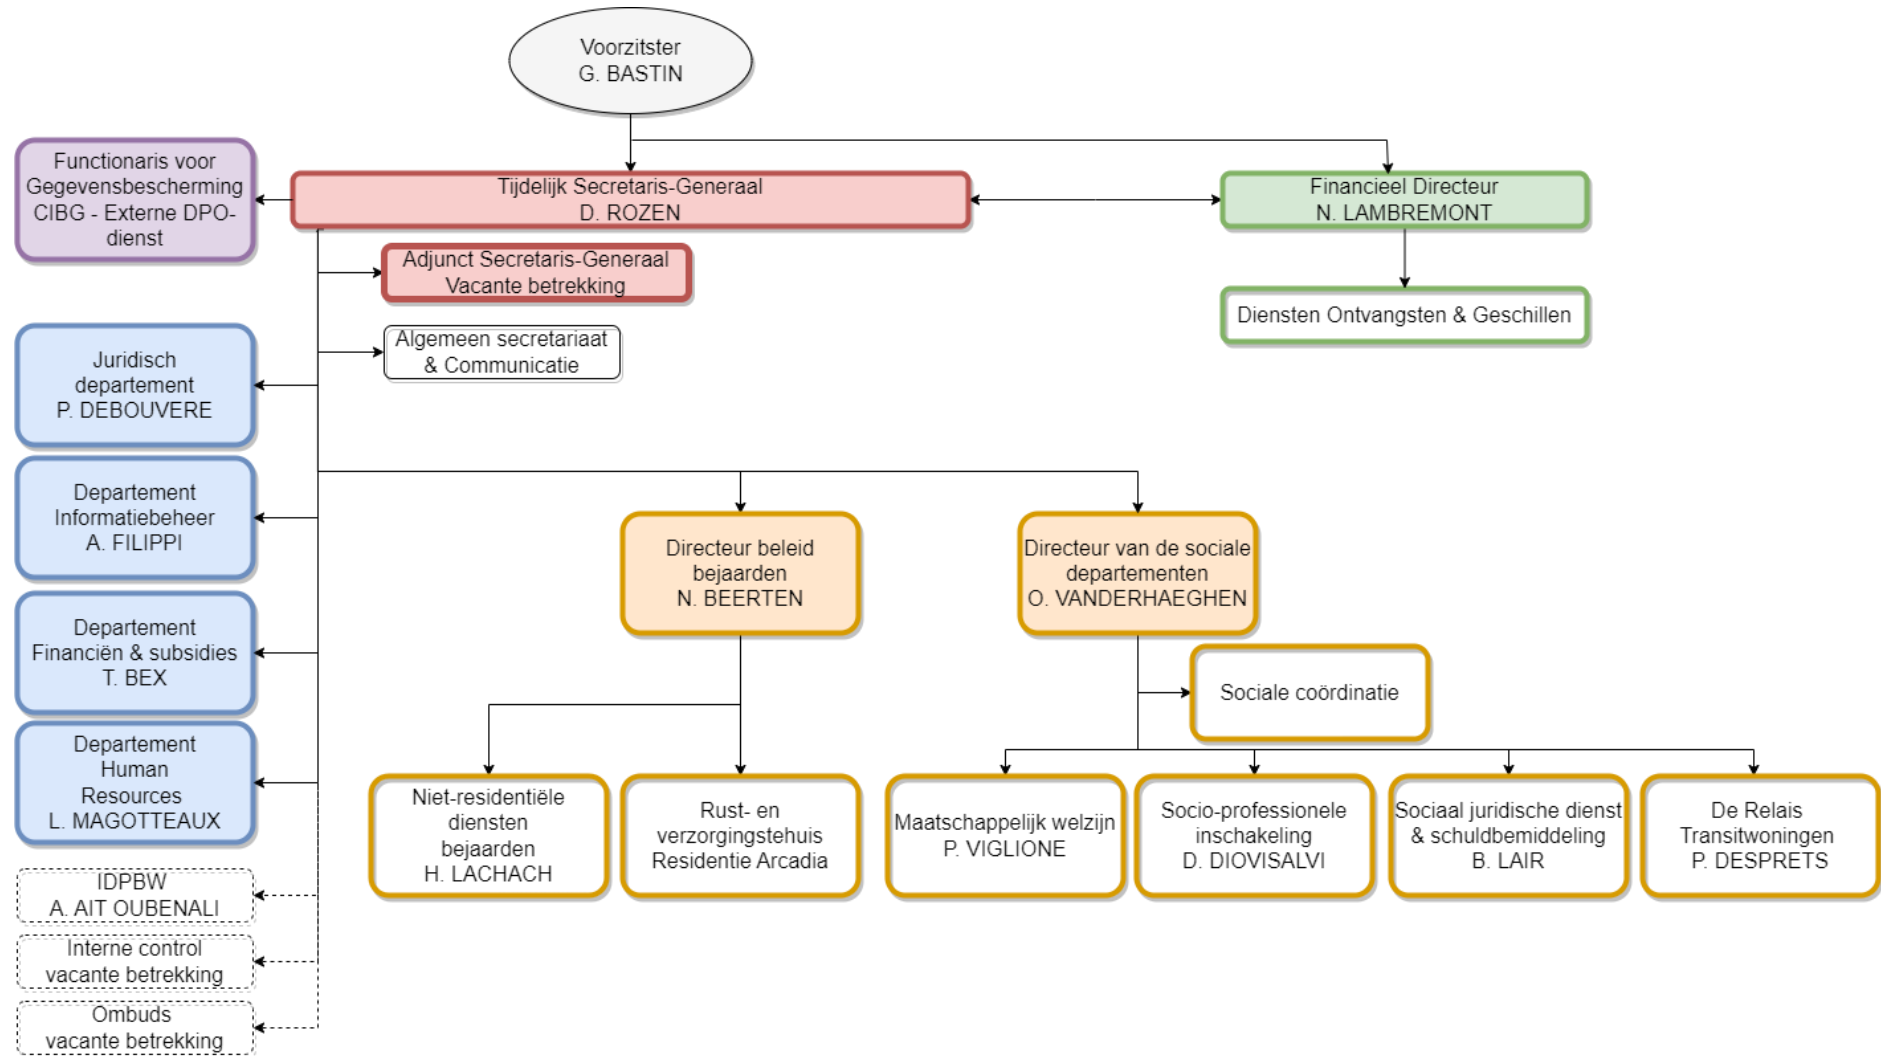 Voorzitster
G. BASTIN
Functionaris voor
Gegevensbescherming
CIBG - Externe DPO-
dienst
Tijdelijk Secretaris-Generaal
D. ROZEN
Financieel Directeur
N. LAMBREMONT
Adjunct Secretaris-Generaal
Vacante betrekking
Diensten Ontvangsten & Geschillen
Algemeen secretariaat
& Communicatie
Juridisch
departement
P. DEBOUVERE
Departement
Informatiebeheer
A. FILIPPI
Departement
Financiën & subsidies
T. BEX
Departement
Human
Resources
L. MAGOTTEAUX
IDPBW
A. AIT OUBENALI
Interne control
vacante betrekking
Ombuds
vacante betrekking
Directeur beleid
bejaarden
N. BEERTEN
Directeur van de sociale
departementen
O. VANDERHAEGHEN
Sociale coördinatie
Niet-residentiële
diensten
bejaarden
H. LACHACH
Rust- en
verzorgingstehuis
Residentie Arcadia
Maatschappelijk welzijn
P. VIGLIONE
Socio-professionele
inschakeling
D. DIOVISALVI
Sociaal juridische dienst
& schuldbemiddeling
B. LAIR
De Relais
Transitwoningen
P. DESPRETS